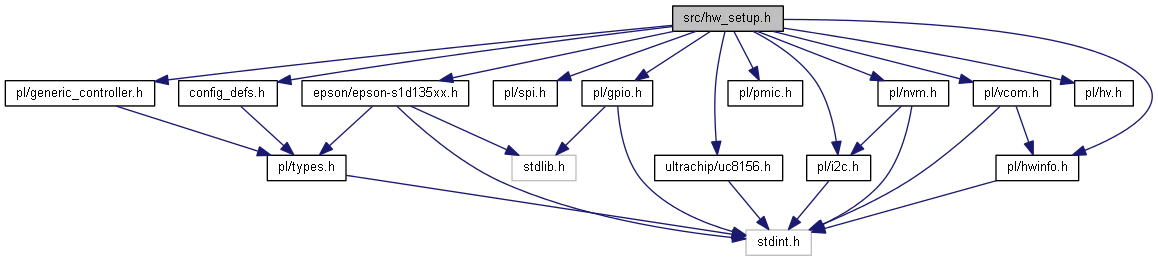 src/hw_setup.h
pl/generic_controller.h
config_defs.h
epson/epson-s1d135xx.h
pl/spi.h
pl/gpio.h
pl/pmic.h
pl/nvm.h
pl/vcom.h
pl/hv.h
pl/types.h
stdlib.h
ultrachip/uc8156.h
pl/i2c.h
pl/hwinfo.h
stdint.h